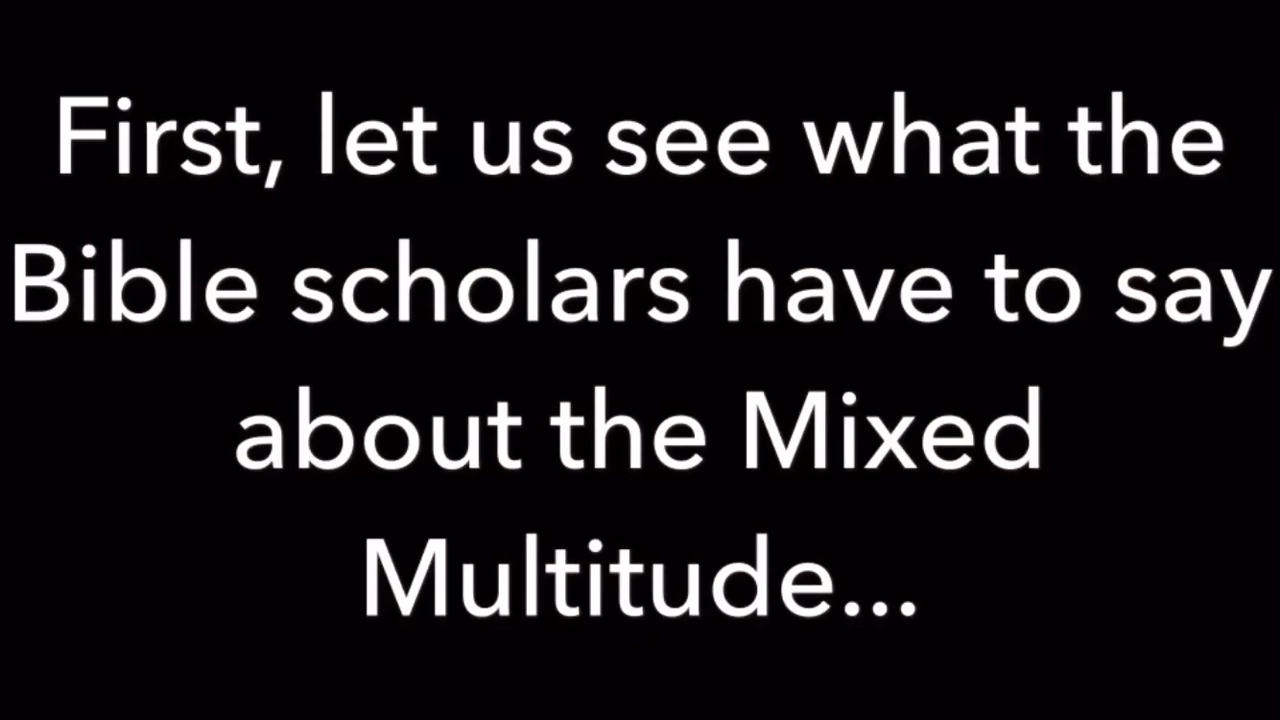 First, let us see what the
Bible scholars have to say
about the Mixed
Multitude...